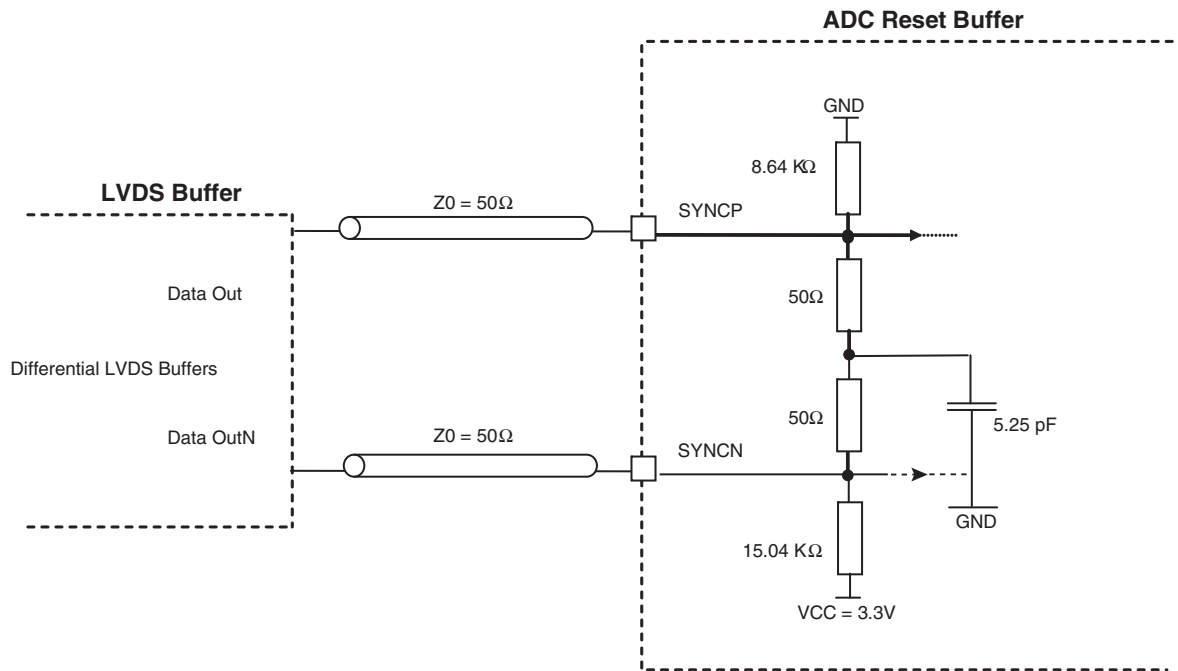 ADC Reset Buffer
GND
8.64 KΩ
LVDS Buffer
Z0 = 50Ω
SYNCP
Data Out
50Ω
Differential LVDS Buffers
50Ω
5.25 pF
Data OutN
Z0 = 50Ω
SYNCN
GND
15.04 KΩ
VCC = 3.3V